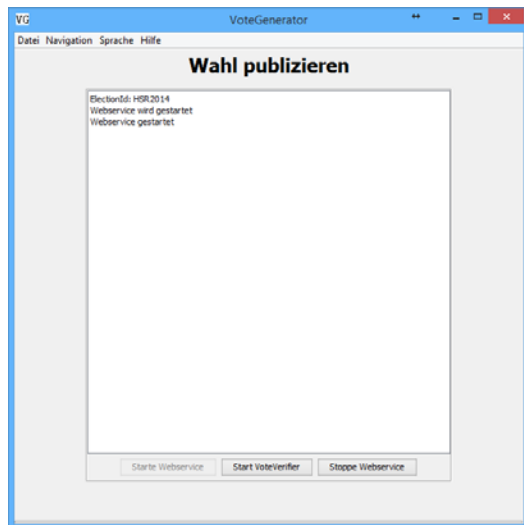 VG VoteGenerator
Datei Navigation Sprache Hilfe
Wahl publizieren
ElectionId: HSR2014
Webservice wird gestartet
Webservice gestartet
Starte Webservice Start VoteVerifier Stoppe Webservice